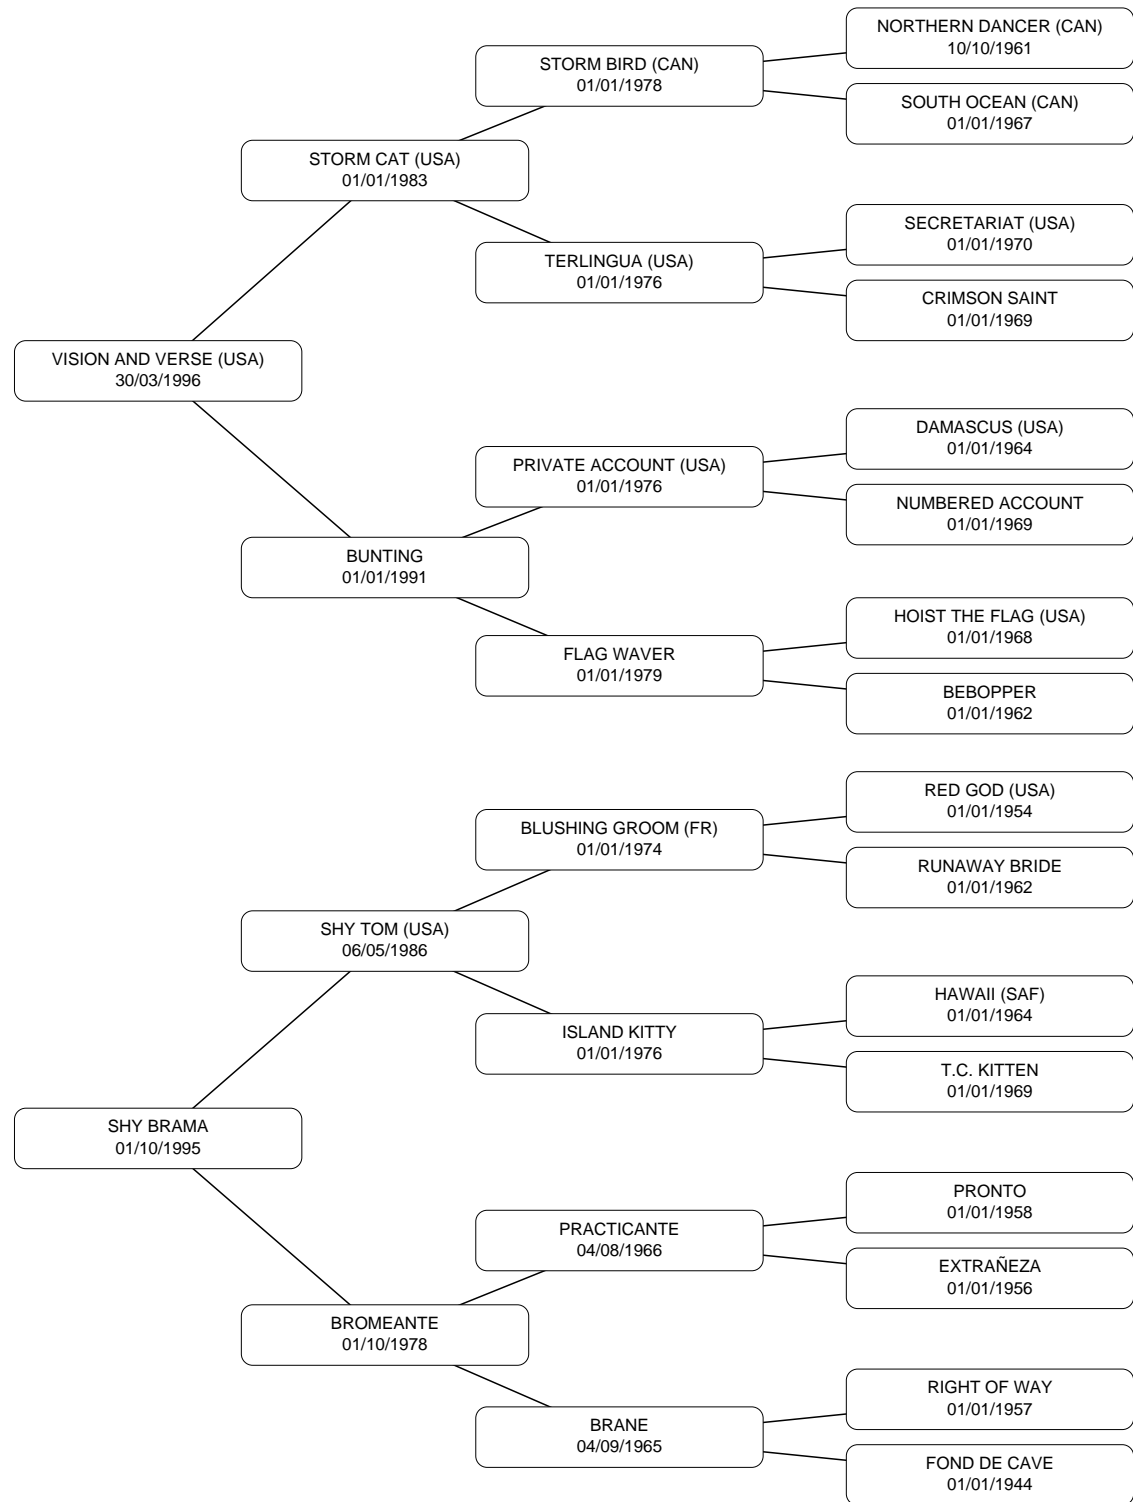 NORTHERN DANCER (CAN)
10/10/1961
STORM BIRD (CAN)
01/01/1978
SOUTH OCEAN (CAN)
01/01/1967
STORM CAT (USA)
01/01/1983
SECRETARIAT (USA)
01/01/1970
TERLINGUA (USA)
01/01/1976
CRIMSON SAINT
01/01/1969
VISION AND VERSE (USA)
30/03/1996
DAMASCUS (USA)
01/01/1964
PRIVATE ACCOUNT (USA)
01/01/1976
NUMBERED ACCOUNT
01/01/1969
BUNTING
01/01/1991
HOIST THE FLAG (USA)
01/01/1968
FLAG WAVER
01/01/1979
BEBOPPER
01/01/1962
RED GOD (USA)
01/01/1954
BLUSHING GROOM (FR)
01/01/1974
RUNAWAY BRIDE
01/01/1962
SHY TOM (USA)
06/05/1986
HAWAII (SAF)
01/01/1964
ISLAND KITTY
01/01/1976
T.C. KITTEN
01/01/1969
SHY BRAMA
01/10/1995
PRONTO
01/01/1958
PRACTICANTE
04/08/1966
EXTRAÑEZA
01/01/1956
BROMEANTE
01/10/1978
RIGHT OF WAY
01/01/1957
BRANE
04/09/1965
FOND DE CAVE
01/01/1944